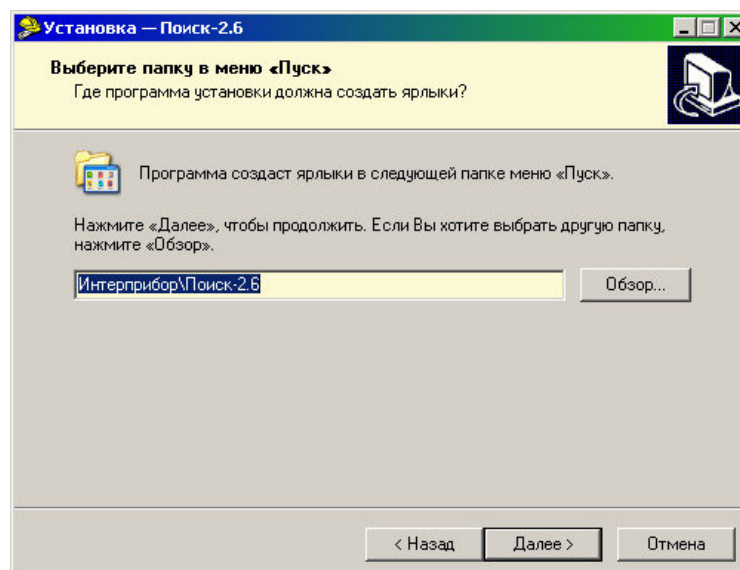 Установка — Поиск-2.6
Выберите папку в меню «Пуск»
Где программа установки должна создать ярлыки?
Программа создаст ярлыки в следующей папке меню «Пуск».
Нажмите «Далее», чтобы продолжить. Если Вы хотите выбрать другую папку,
нажмите «Обзор».
Интерприбор\Поиск-2.6
Обзор...
< Назад
Далее >
Отмена